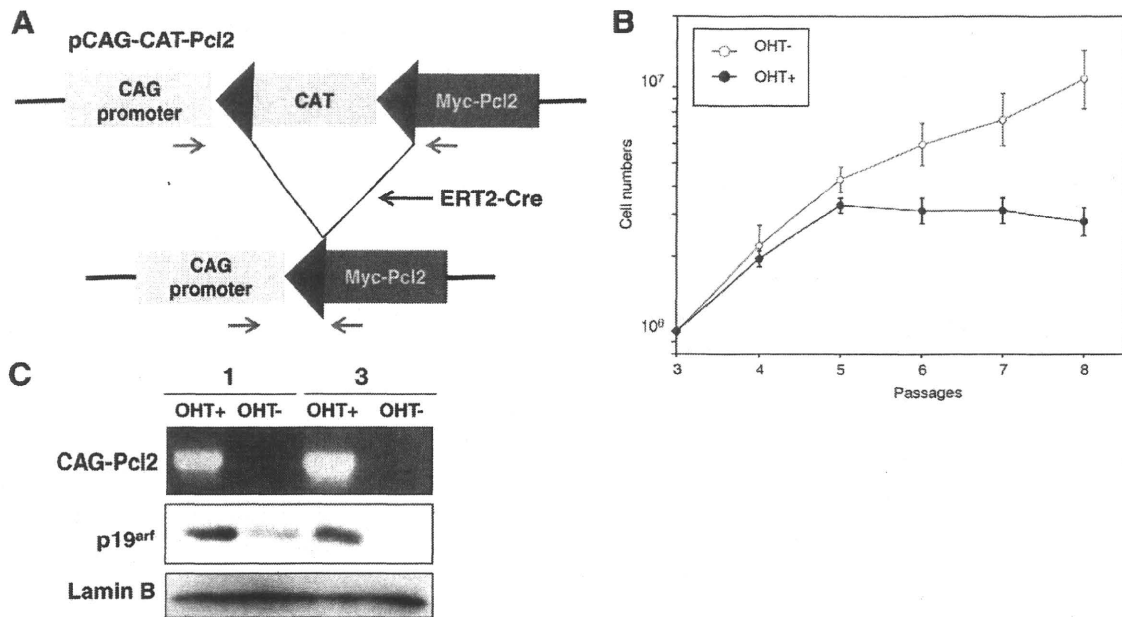 A
pCAG-CAT-Pcl2
CAG
promoter
CAT
Myc-Pcl2
ERT2-Cre
CAG
promoter
Myc-Pcl2
B
OHT-
OHT+
10⁷
10⁶
Cell numbers
3
4
5
6
7
8
Passages
C
1
3
OHT+
OHT-
OHT+
OHT-
CAG-Pcl2
p19ᵃʳᶠ
Lamin B